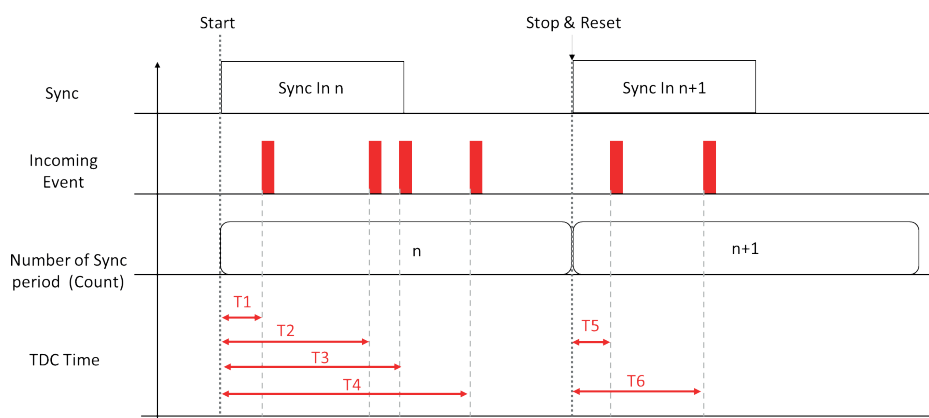 Start
Stop & Reset
Sync
Sync In n
Sync In n+1
Incoming
Event
Number of Sync
period (Count)
n
n+1
TDC Time
T1
T2
T3
T4
T5
T6